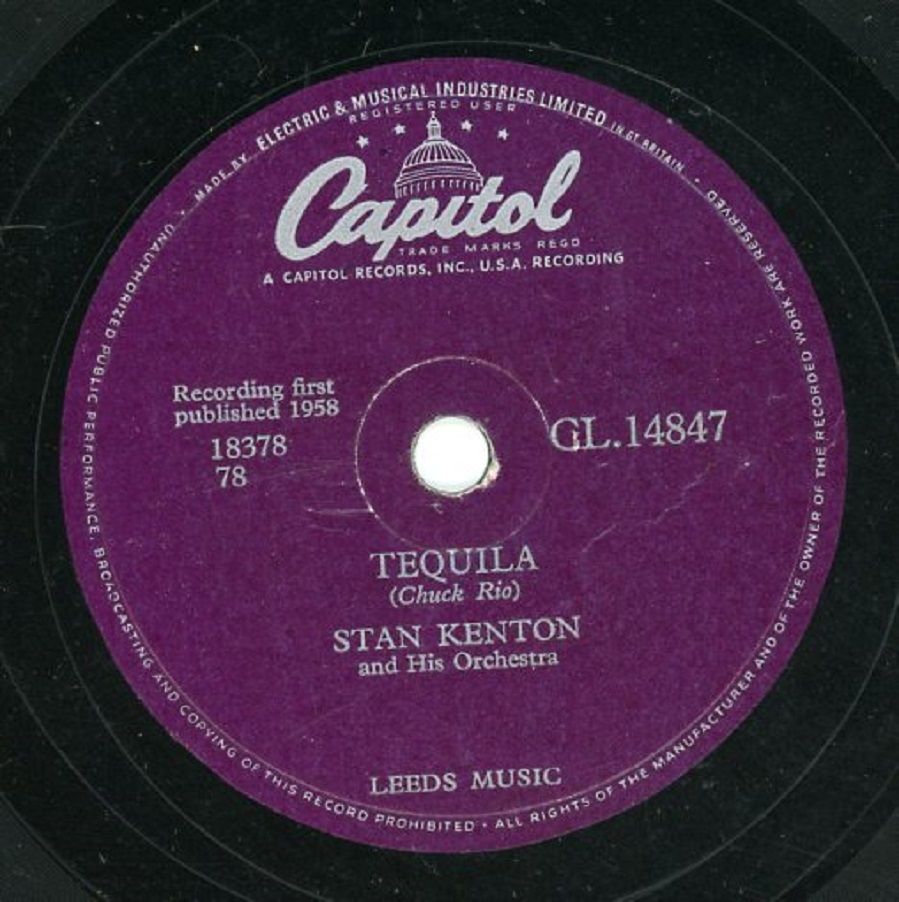 MADE BY ELECTRIC & MUSICAL INDUSTRIES LIMITED IN GT BRITAIN •
REGISTERED USER
Capitol
TRADE MARKS REGD
A CAPITOL RECORDS, INC., U.S.A. RECORDING
Recording first
published 1958
18378
78
GL.14847
TEQUILA
(Chuck Rio)
STAN KENTON
and His Orchestra
LEEDS MUSIC
UNAUTHORIZED PUBLIC PERFORMANCE, BROADCASTING AND COPYING OF THIS RECORD PROHIBITED • ALL RIGHTS OF THE MANUFACTURER AND OF THE OWNER OF THE RECORDED WORK ARE RESERVED